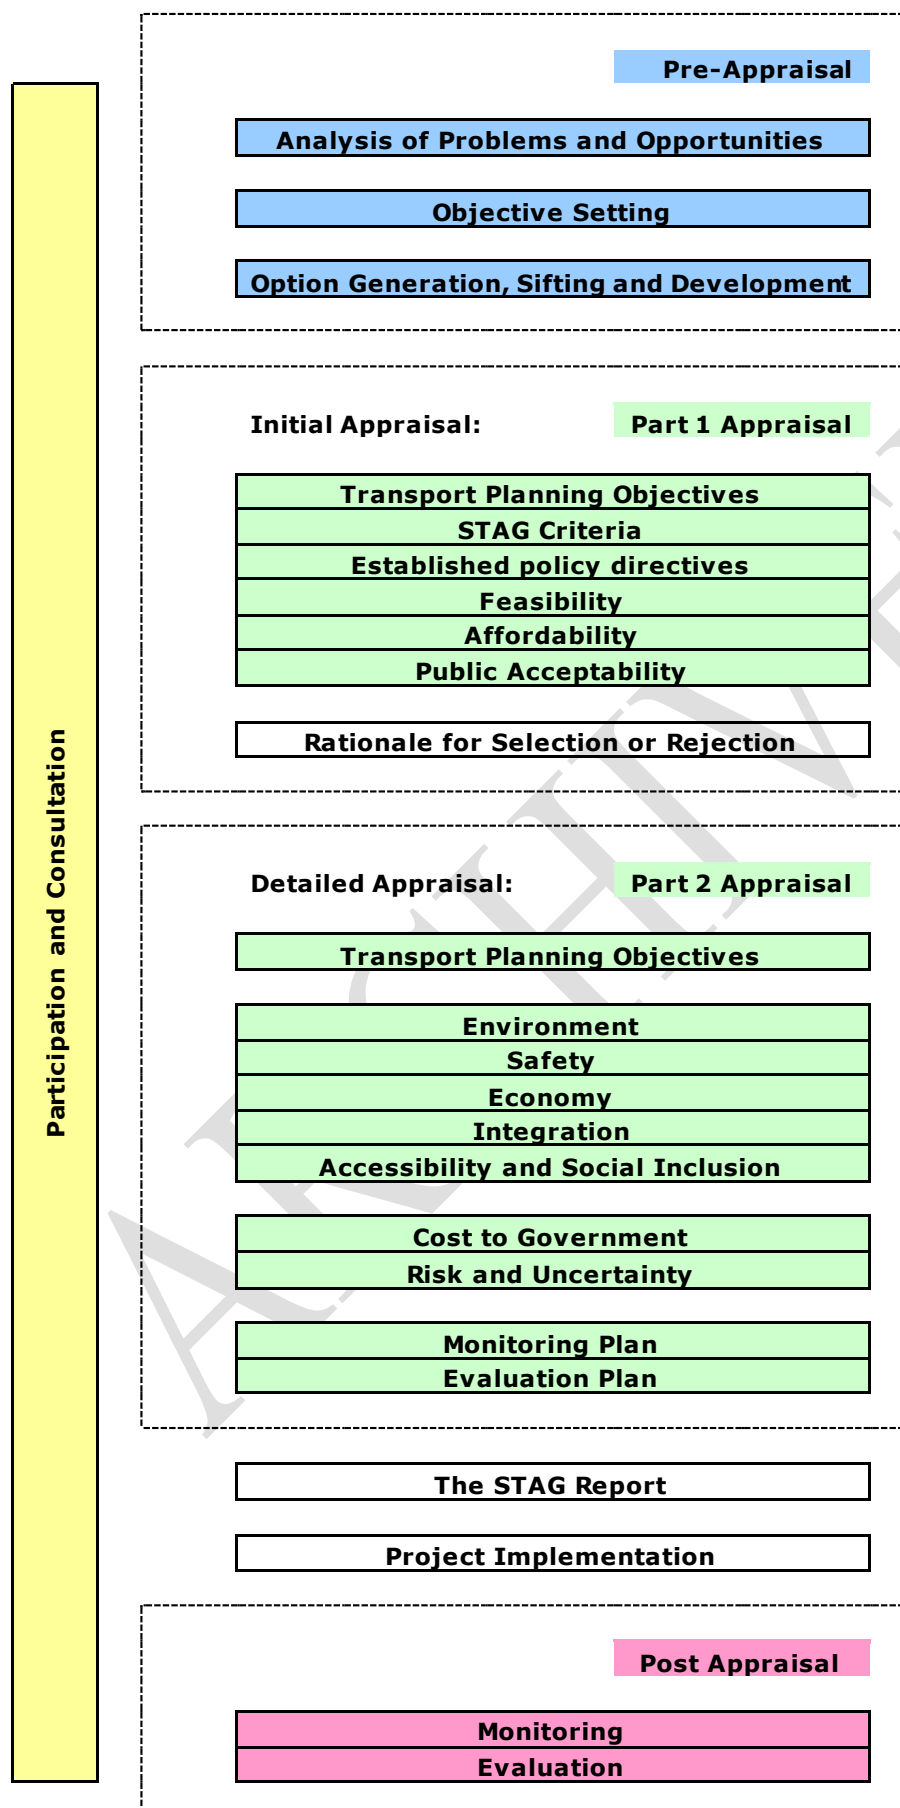 Pre-Appraisal
Analysis of Problems and Opportunities
Objective Setting
Option Generation, Sifting and Development
Initial Appraisal:
Part 1 Appraisal
Transport Planning Objectives
STAG Criteria
Established policy directives
Feasibility
Affordability
Public Acceptability
Rationale for Selection or Rejection
Participation and Consultation
Detailed Appraisal:
Part 2 Appraisal
Transport Planning Objectives
Environment
Safety
Economy
Integration
Accessibility and Social Inclusion
Cost to Government
Risk and Uncertainty
Monitoring Plan
Evaluation Plan
The STAG Report
Project Implementation
Post Appraisal
Monitoring
Evaluation